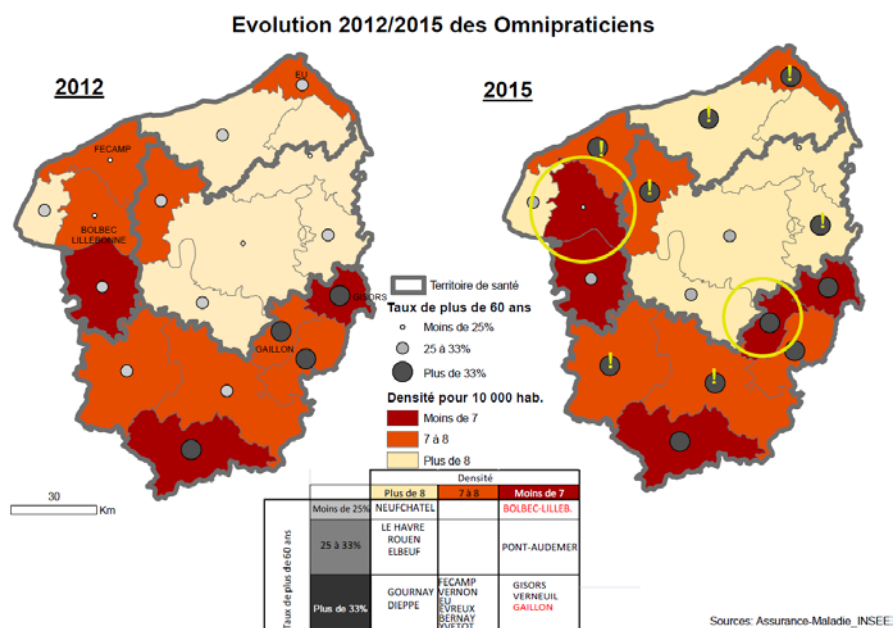 Evolution 2012/2015 des Omnipraticiens
2012
2015
EU
FECAMP
BOLBEC
LILLEBONNE
GISORS
GAILLON
Territoire de santé
Taux de plus de 60 ans
Moins de 25%
25 à 33%
Plus de 33%
Densité pour 10 000 hab.
Moins de 7
7 à 8
Plus de 8
30
Km
!
!
!
!
!
!
!
Densité
Plus de 8 7 à 8 Moins de 7
Taux de plus de 60 ans
Moins de 25% NEUFCHATEL BOLBEC-LILLEB.
25 à 33% LE HAVRE ROUEN ELBEUF PONT-AUDEMER
Plus de 33%
GOURNAY
DIEPPE
FECAMP
VERNON
EU
EVREUX
BERNAY
YVETOT
GISORS
VERNEUIL
GAILLON
Sources: Assurance-Maladie_INSEE